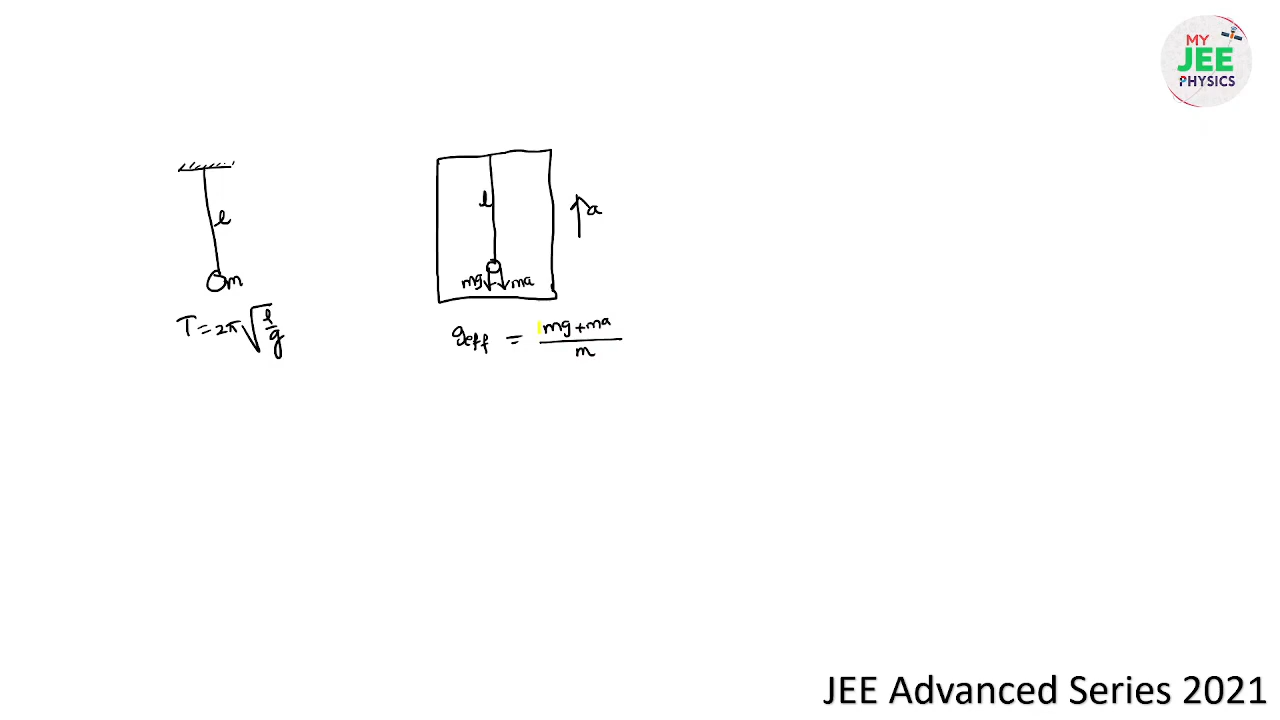 MY
JEE
PHYSICS
l
m
T = 2π√(l/g)
l
a
mg ma
g_eff = (mg + ma)/m
JEE Advanced Series 2021